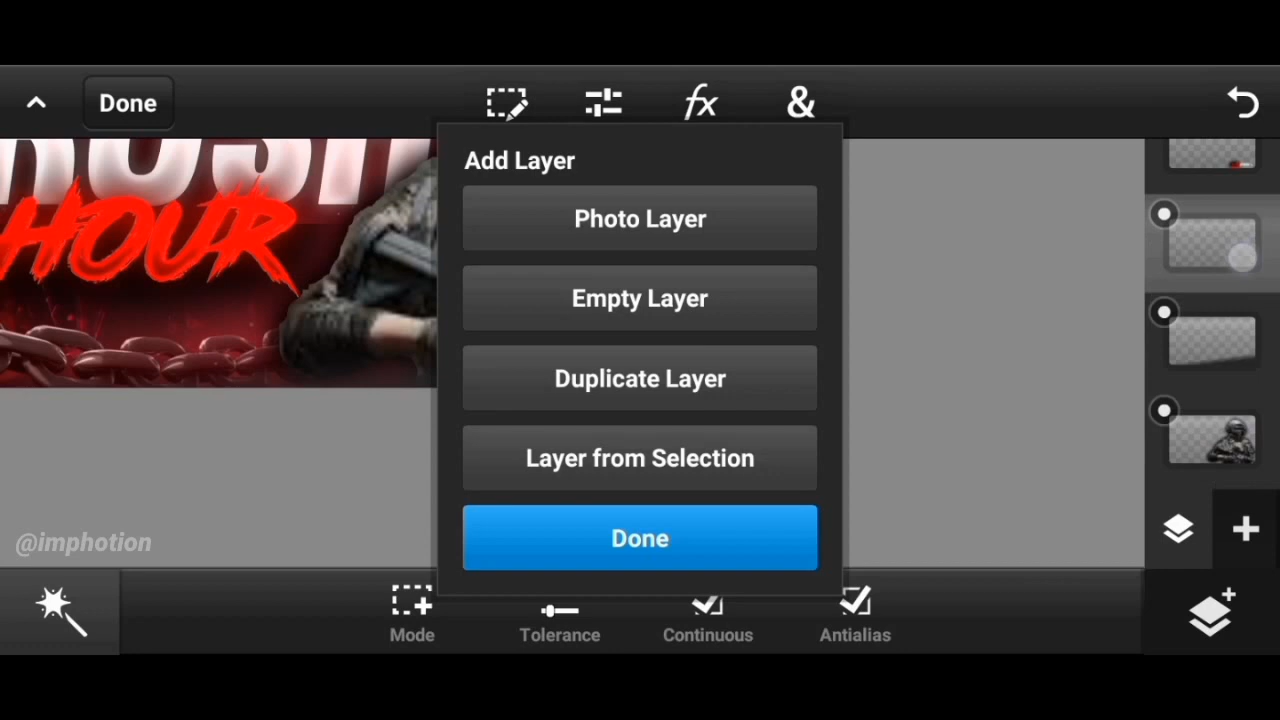 Done
fx
&
Add Layer
Photo Layer
HOUR
Empty Layer
Duplicate Layer
Layer from Selection
Done
@imphotion
Mode
Tolerance
Continuous
Antialias